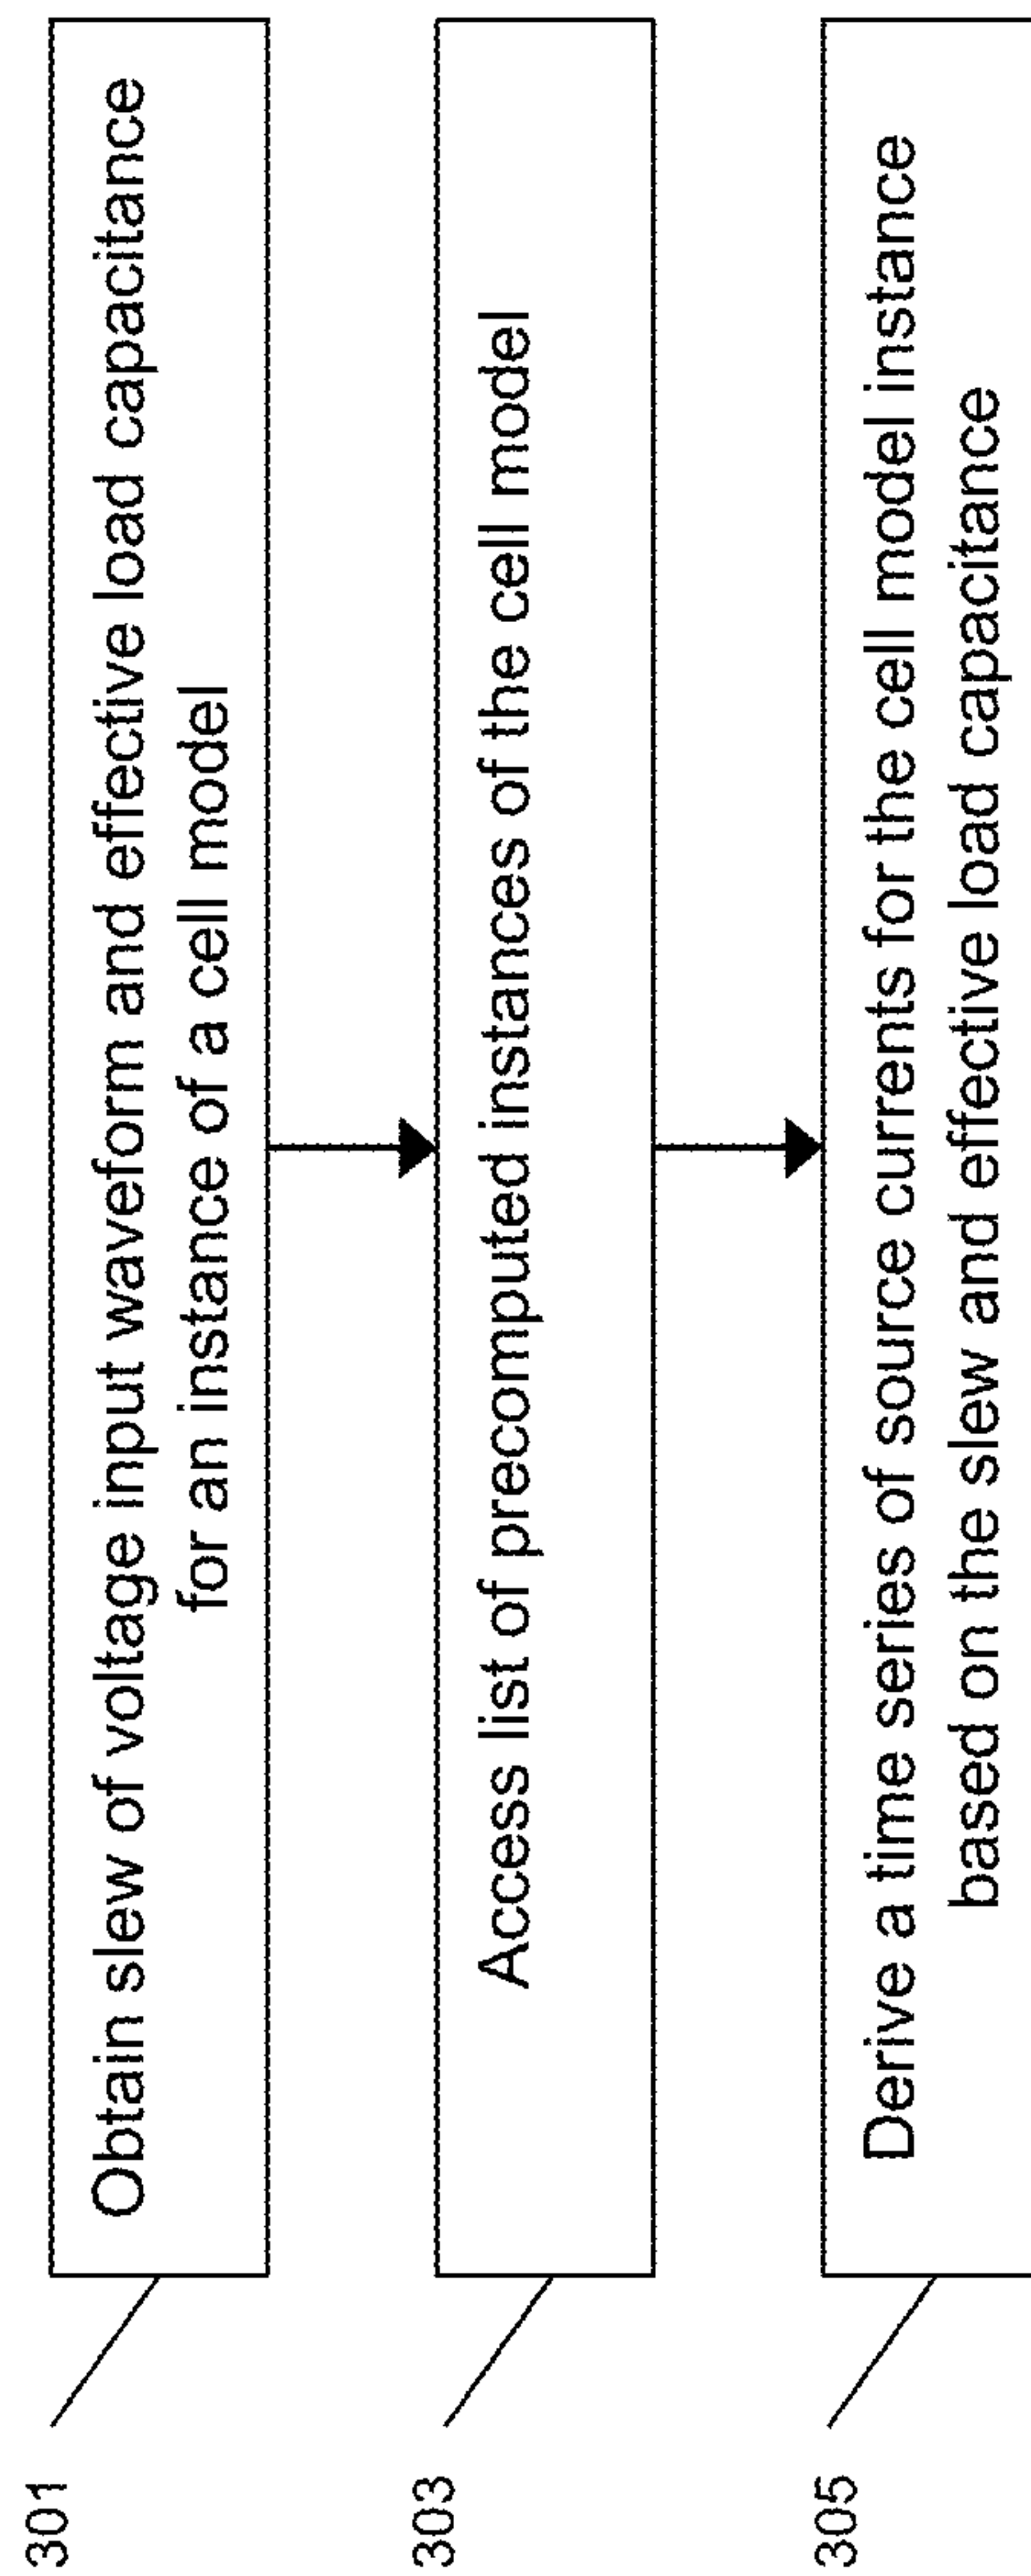 301
Obtain slew of voltage input waveform and effective load capacitance
for an instance of a cell model
303
Access list of precomputed instances of the cell model
305
Derive a time series of source currents for the cell model instance
based on the slew and effective load capacitance